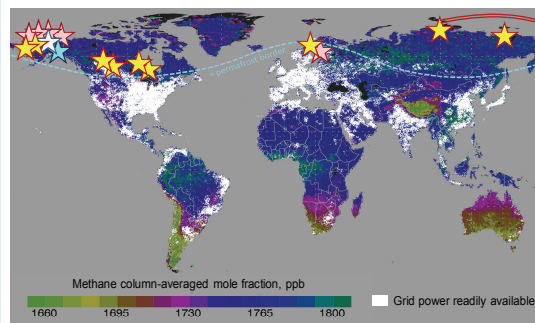 ~ permafrost border
Methane column-averaged mole fraction, ppb
Grid power readily available
1660 1695 1730 1765 1800